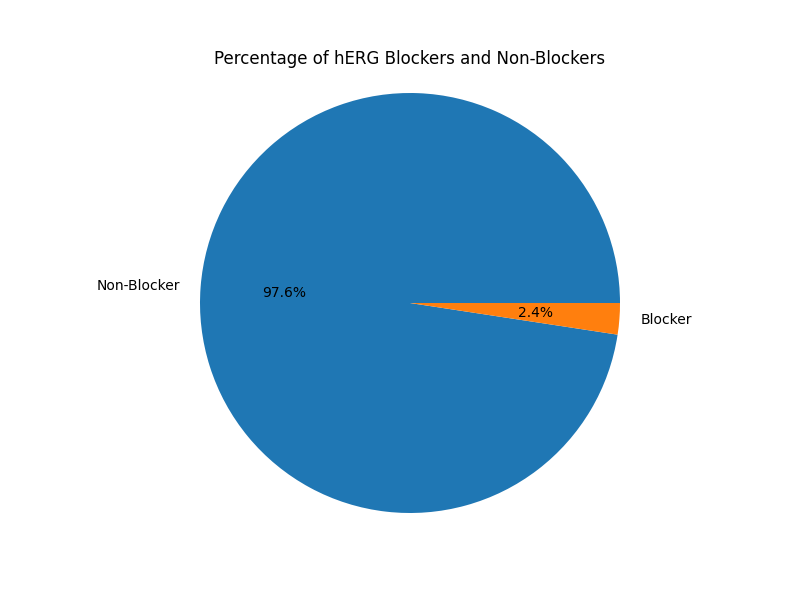 Percentage of hERG Blockers and Non-Blockers
Non-Blocker
97.6%
2.4%
Blocker